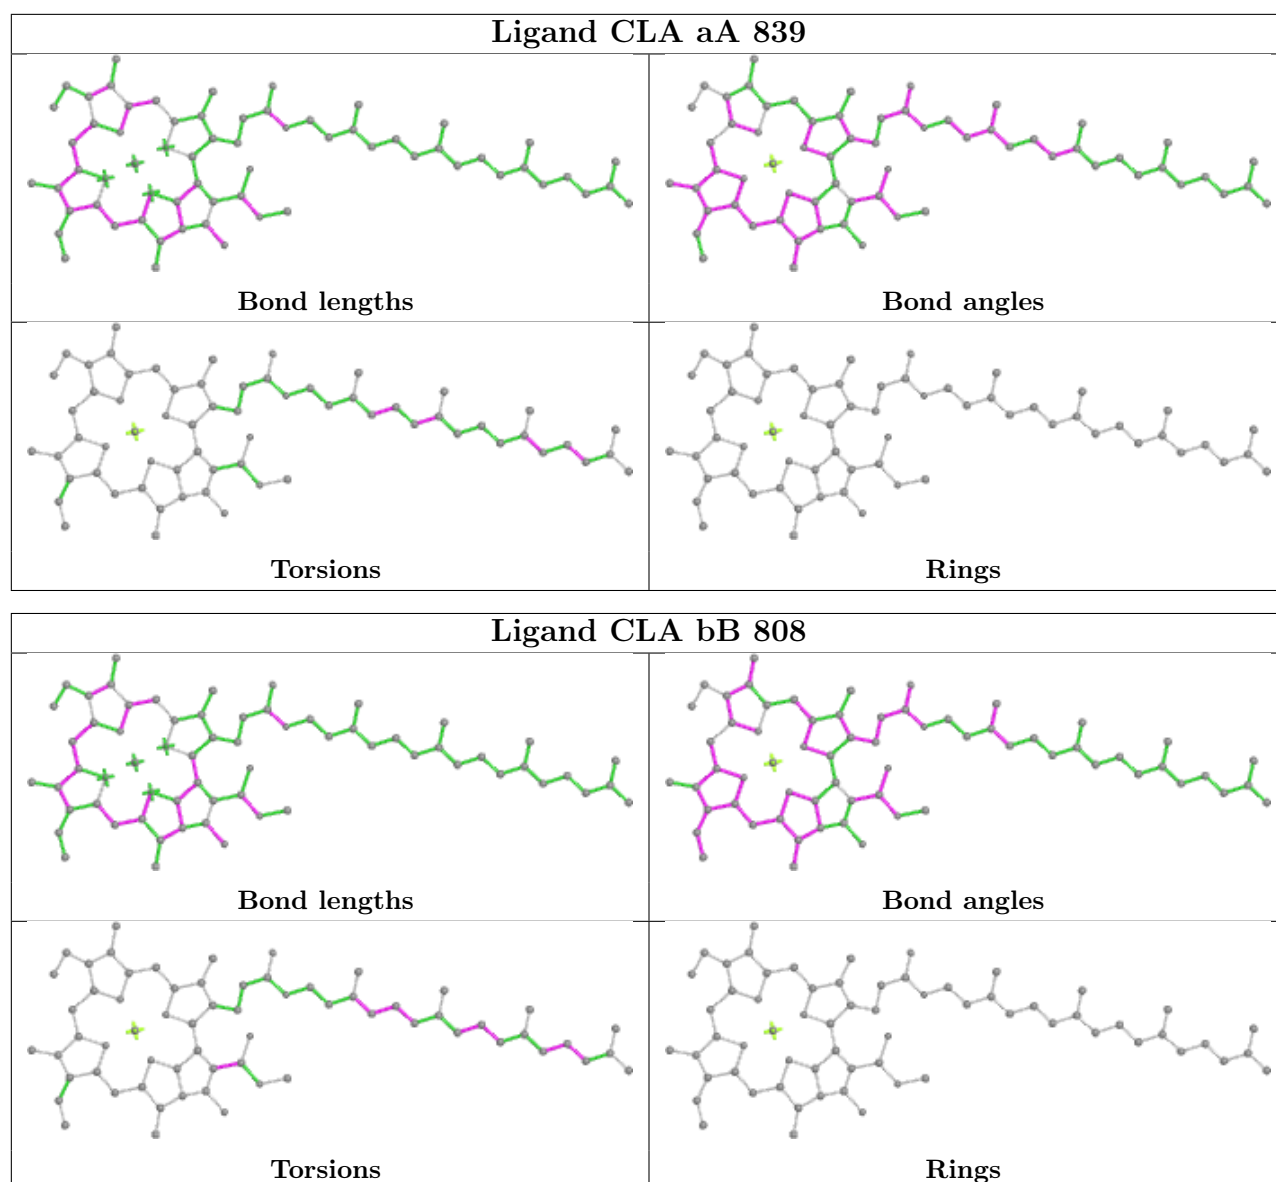 Ligand CLA aA 839
Bond lengths
Bond angles
Torsions
Rings
Ligand CLA bB 808
Bond lengths
Bond angles
Torsions
Rings